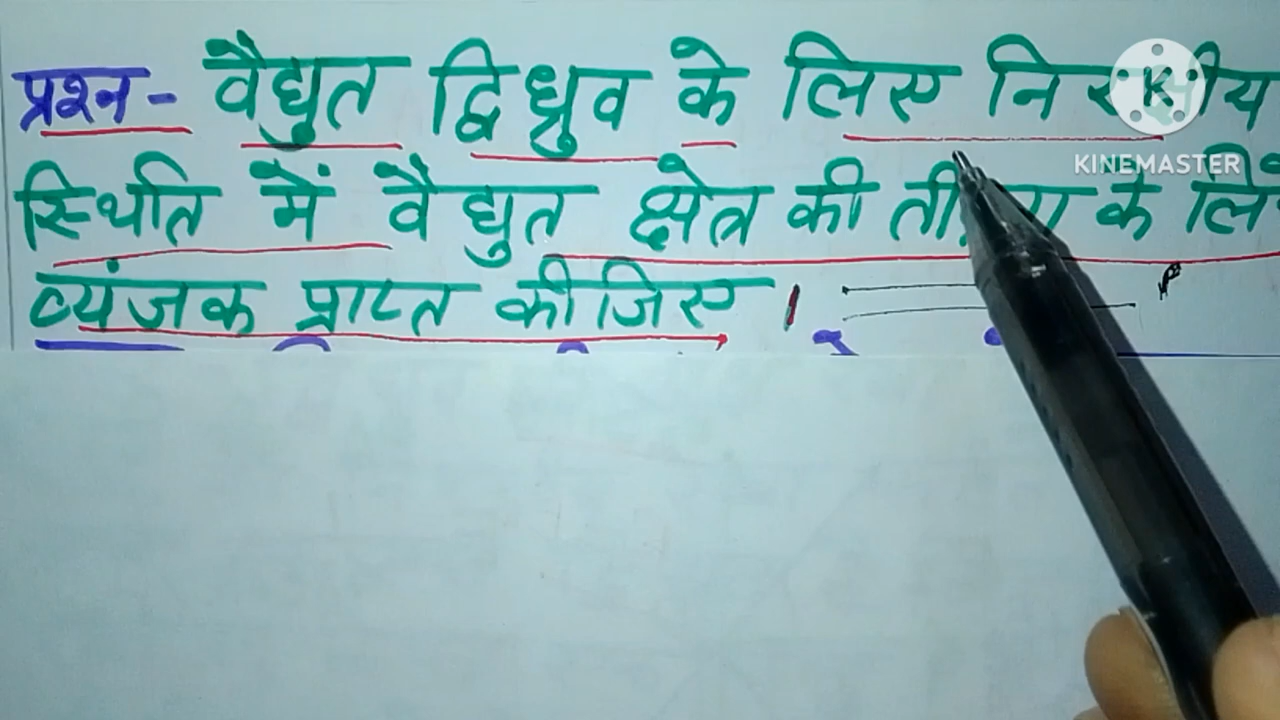 प्रश्न - वैद्युत द्विध्रुव के लिए
स्थिति में वैद्युत क्षेत्र की के
व्यंजक प्राप्त कीजिए ।
P
K
KINEMASTER